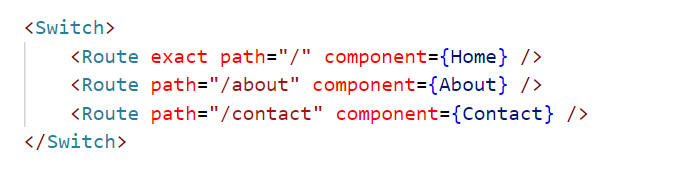 <Switch>
    <Route exact path="/" component={Home} />
    <Route path="/about" component={About} />
    <Route path="/contact" component={Contact} />
</Switch>